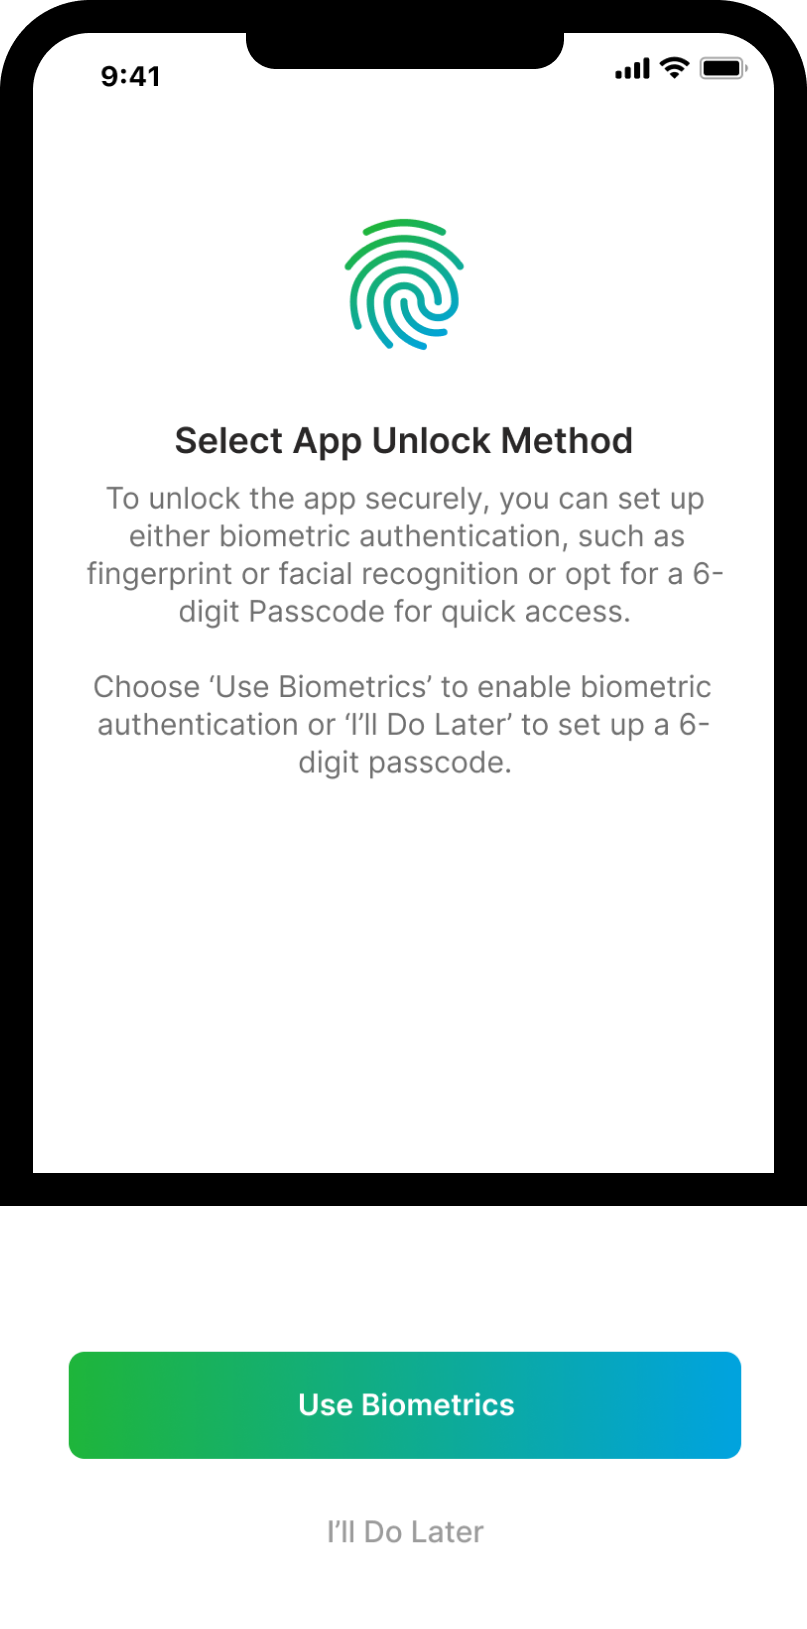 9:41
Select App Unlock Method
To unlock the app securely, you can set up
either biometric authentication, such as
fingerprint or facial recognition or opt for a 6-
digit Passcode for quick access.
Choose ‘Use Biometrics’ to enable biometric
authentication or ‘I’ll Do Later’ to set up a 6-
digit passcode.
Use Biometrics
I’ll Do Later